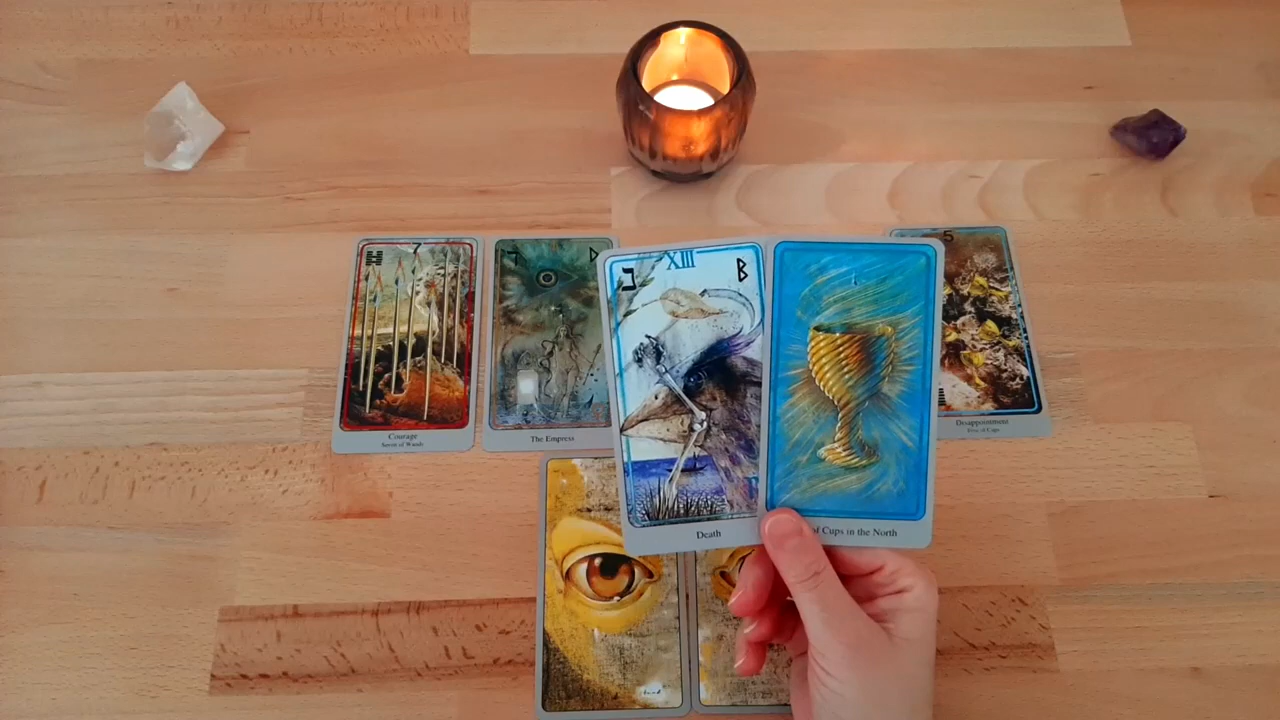 7
Courage
Seven of Wands
The Empress
XIII
Death
of Cups in the North
5
Disappointment
Five of Cups